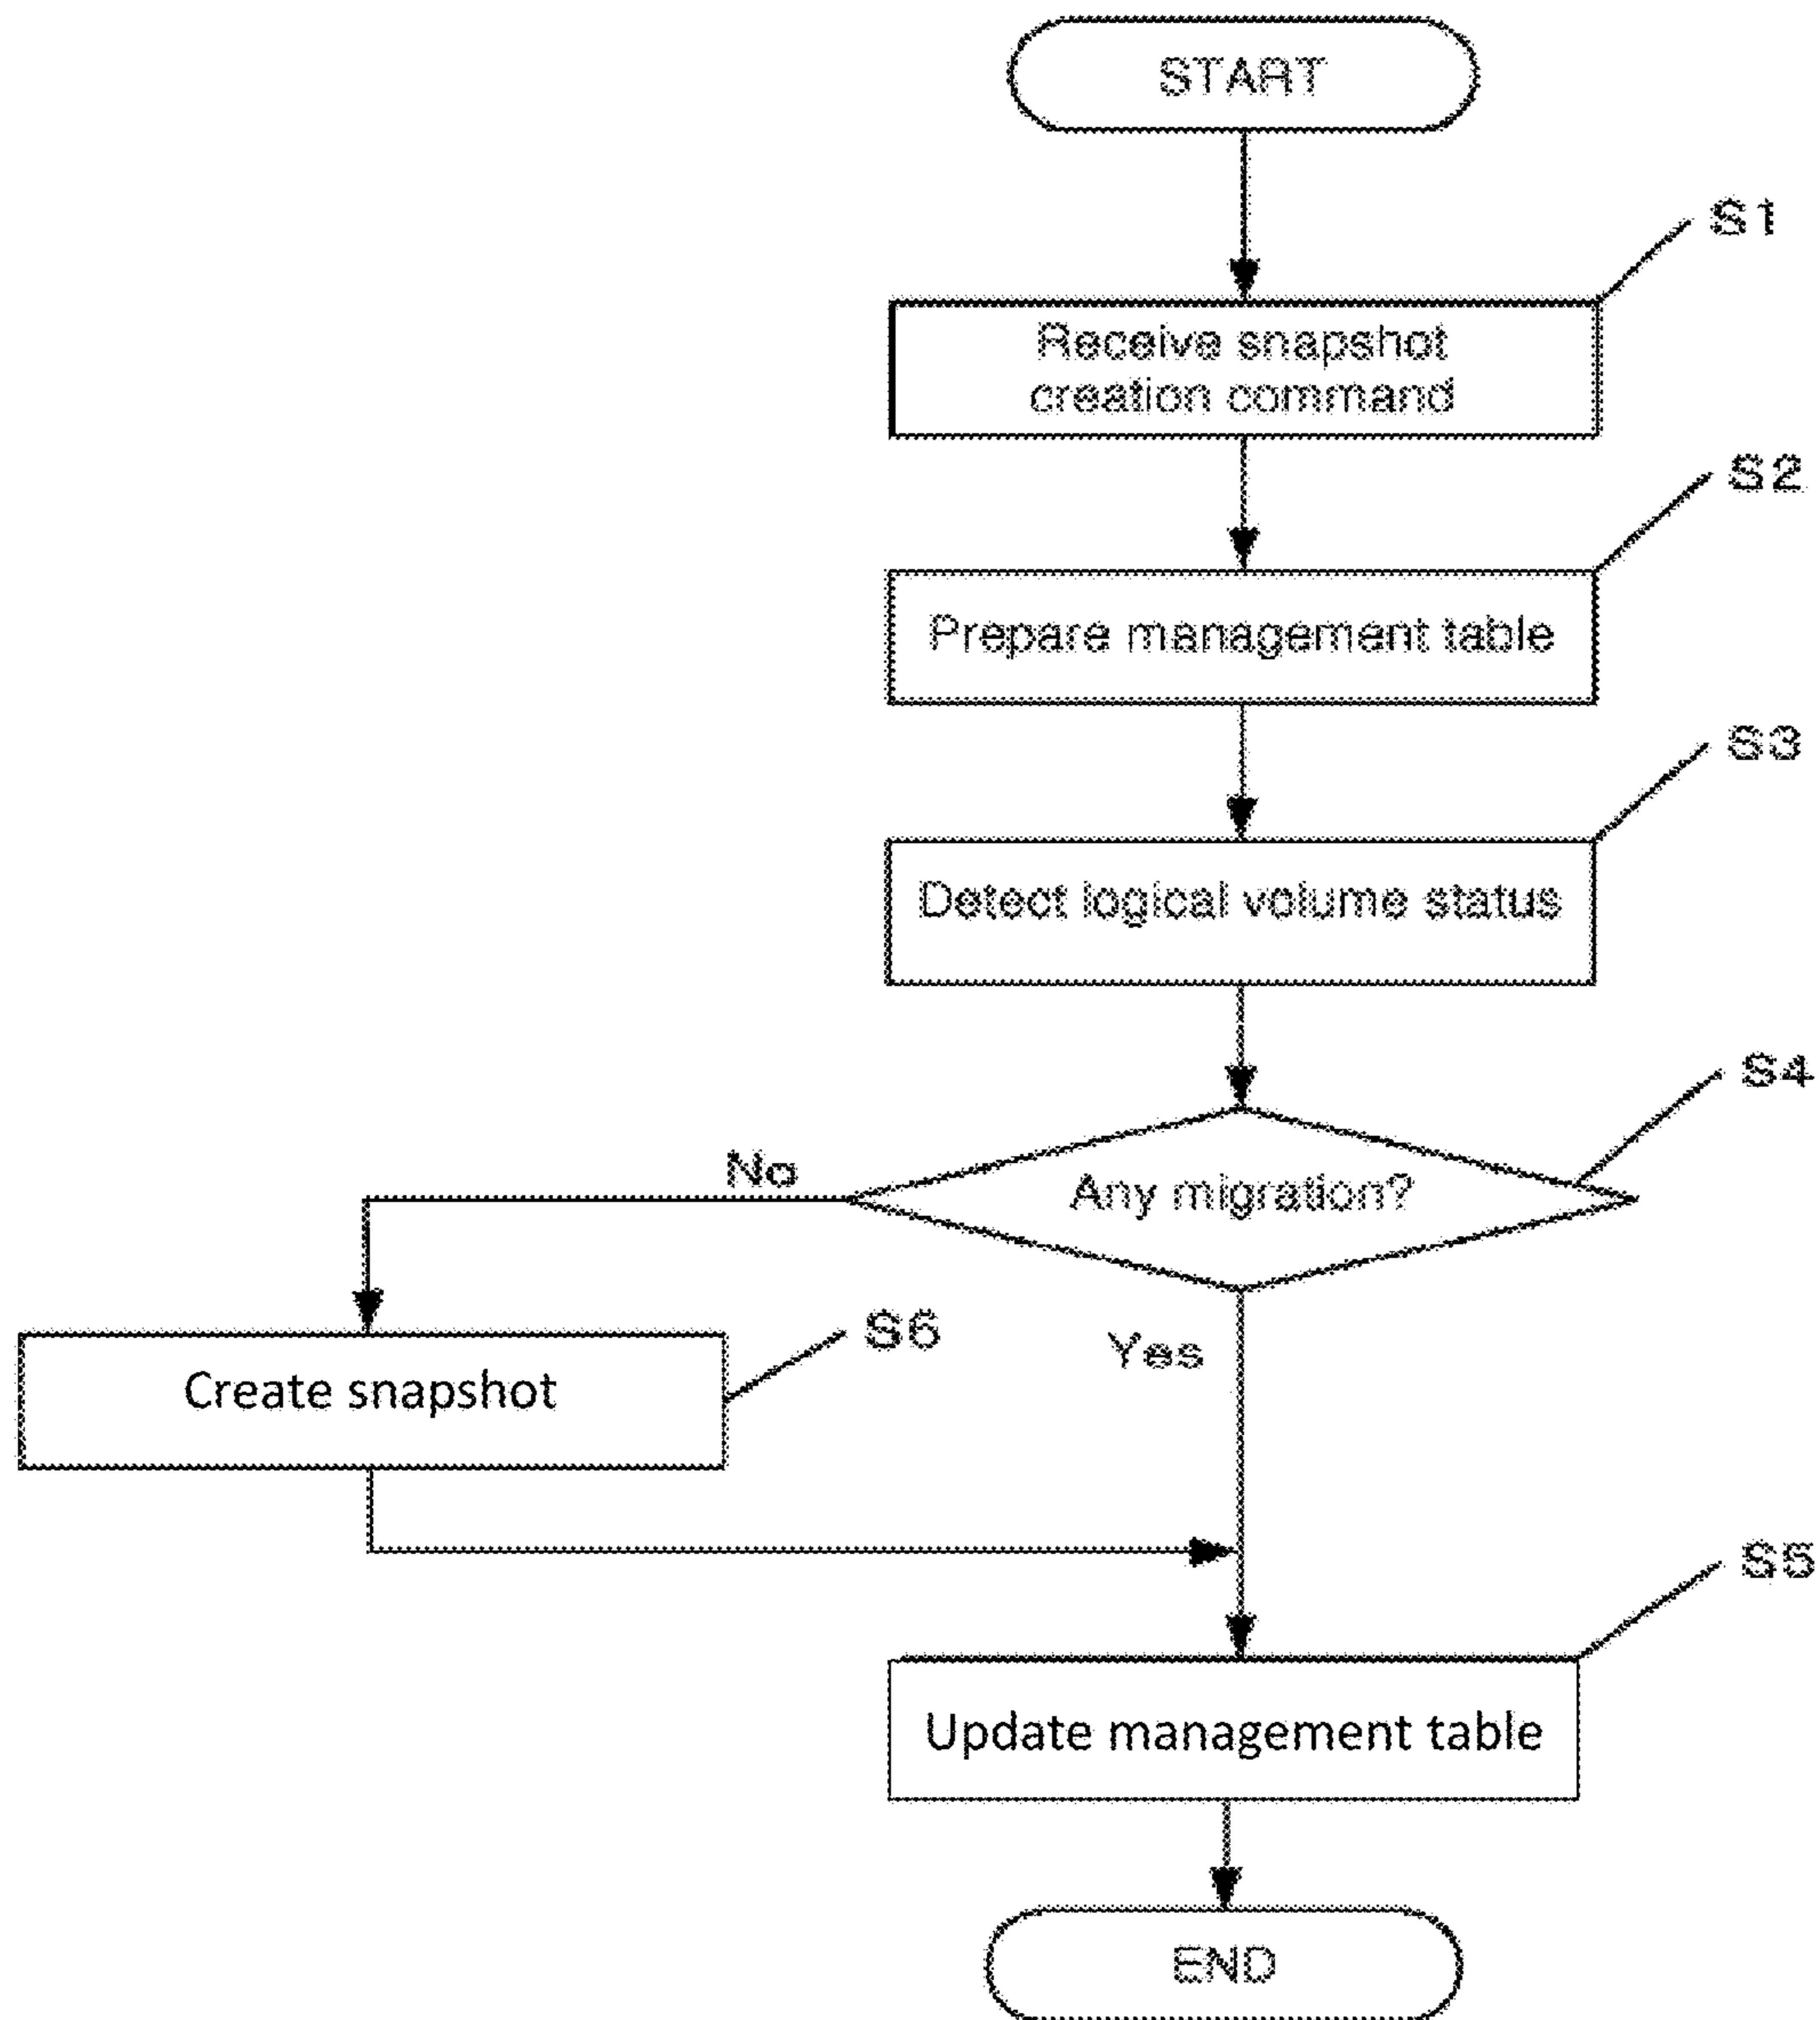 START
S1
Receive snapshot
creation command
S2
Prepare management table
S3
Detect logical volume status
S4
Any migration?
No
Yes
S6
Create snapshot
S5
Update management table
END